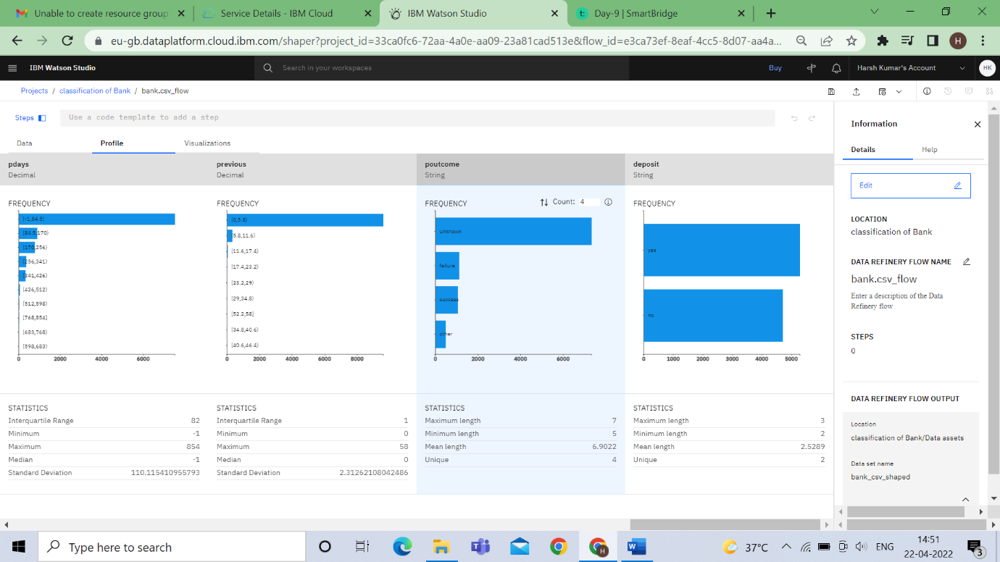 Unable to create resource group
Service Details - IBM Cloud
IBM Watson Studio
Day-9 | SmartBridge
eu-gb.dataplatform.cloud.ibm.com/shaper?project_id=33ca0fc6-72aa-4a0e-aa09-23a81cad513e&flow_id=e3ca73ef-8eaf-4cc5-8d07-aa4a...
H
IBM Watson Studio
Search in your workspaces
Buy
Harsh Kumar's Account
HK
Projects / classification of Bank / bank.csv_flow
Steps
Use a code template to add a step
Data
Profile
Visualizations
pdays
Decimal
FREQUENCY
[-1,84.5)
[84.5,170)
[170,256)
[256,341)
[341,426)
[426,512)
[512,598)
[768,854]
[683,768)
[598,683)
0 2000 4000 6000
STATISTICS
Interquartile Range 82
Minimum -1
Maximum 854
Median -1
Standard Deviation 110.115410955793
previous
Decimal
FREQUENCY
[0,5.8)
[5.8,11.6)
[11.6,17.4)
[17.4,23.2)
[23.2,29)
[29,34.8)
[52.2,58]
[34.8,40.6)
[40.6,46.4)
0 2000 4000 6000 8000
STATISTICS
Interquartile Range 1
Minimum 0
Maximum 58
Median 0
Standard Deviation 2.31262108042486
poutcome
String
FREQUENCY
Count: 4
unknown
failure
success
other
0 2000 4000 6000
STATISTICS
Maximum length 7
Minimum length 5
Mean length 6.9022
Unique 4
deposit
String
FREQUENCY
yes
no
0 1000 2000 3000 4000 5000
STATISTICS
Maximum length 3
Minimum length 2
Mean length 2.5289
Unique 2
Information
Details
Help
Edit
LOCATION
classification of Bank
DATA REFINERY FLOW NAME
bank.csv_flow
Enter a description of the Data
Refinery flow
STEPS
0
DATA REFINERY FLOW OUTPUT
Location
classification of Bank/Data assets
Data set name
bank_csv_shaped
Type here to search
37°C
ENG
14:51
22-04-2022
3